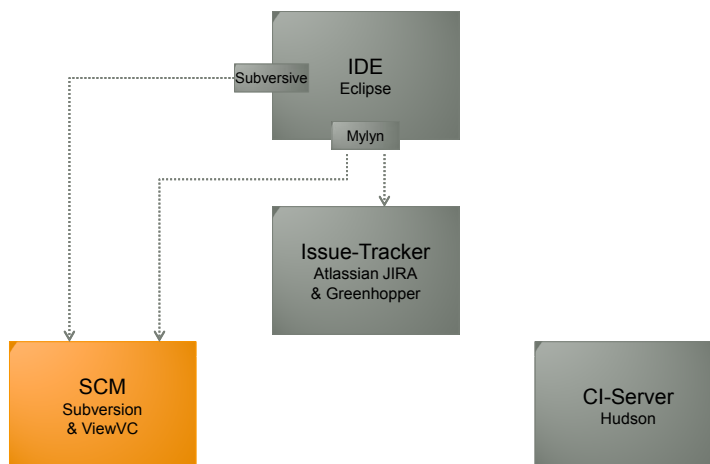 IDE
Eclipse
Subversive
Mylyn
Issue-Tracker
Atlassian JIRA
& Greenhopper
SCM
Subversion
& ViewVC
CI-Server
Hudson